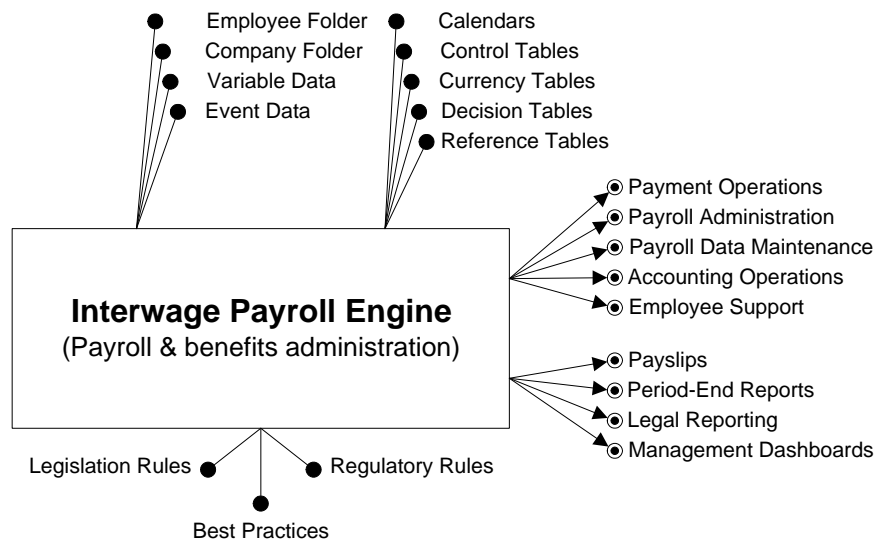 Employee Folder
Company Folder
Variable Data
Event Data
Calendars
Control Tables
Currency Tables
Decision Tables
Reference Tables
Payment Operations
Payroll Administration
Payroll Data Maintenance
Accounting Operations
Employee Support
Interwage Payroll Engine
(Payroll & benefits administration)
Payslips
Period-End Reports
Legal Reporting
Management Dashboards
Legislation Rules
Regulatory Rules
Best Practices